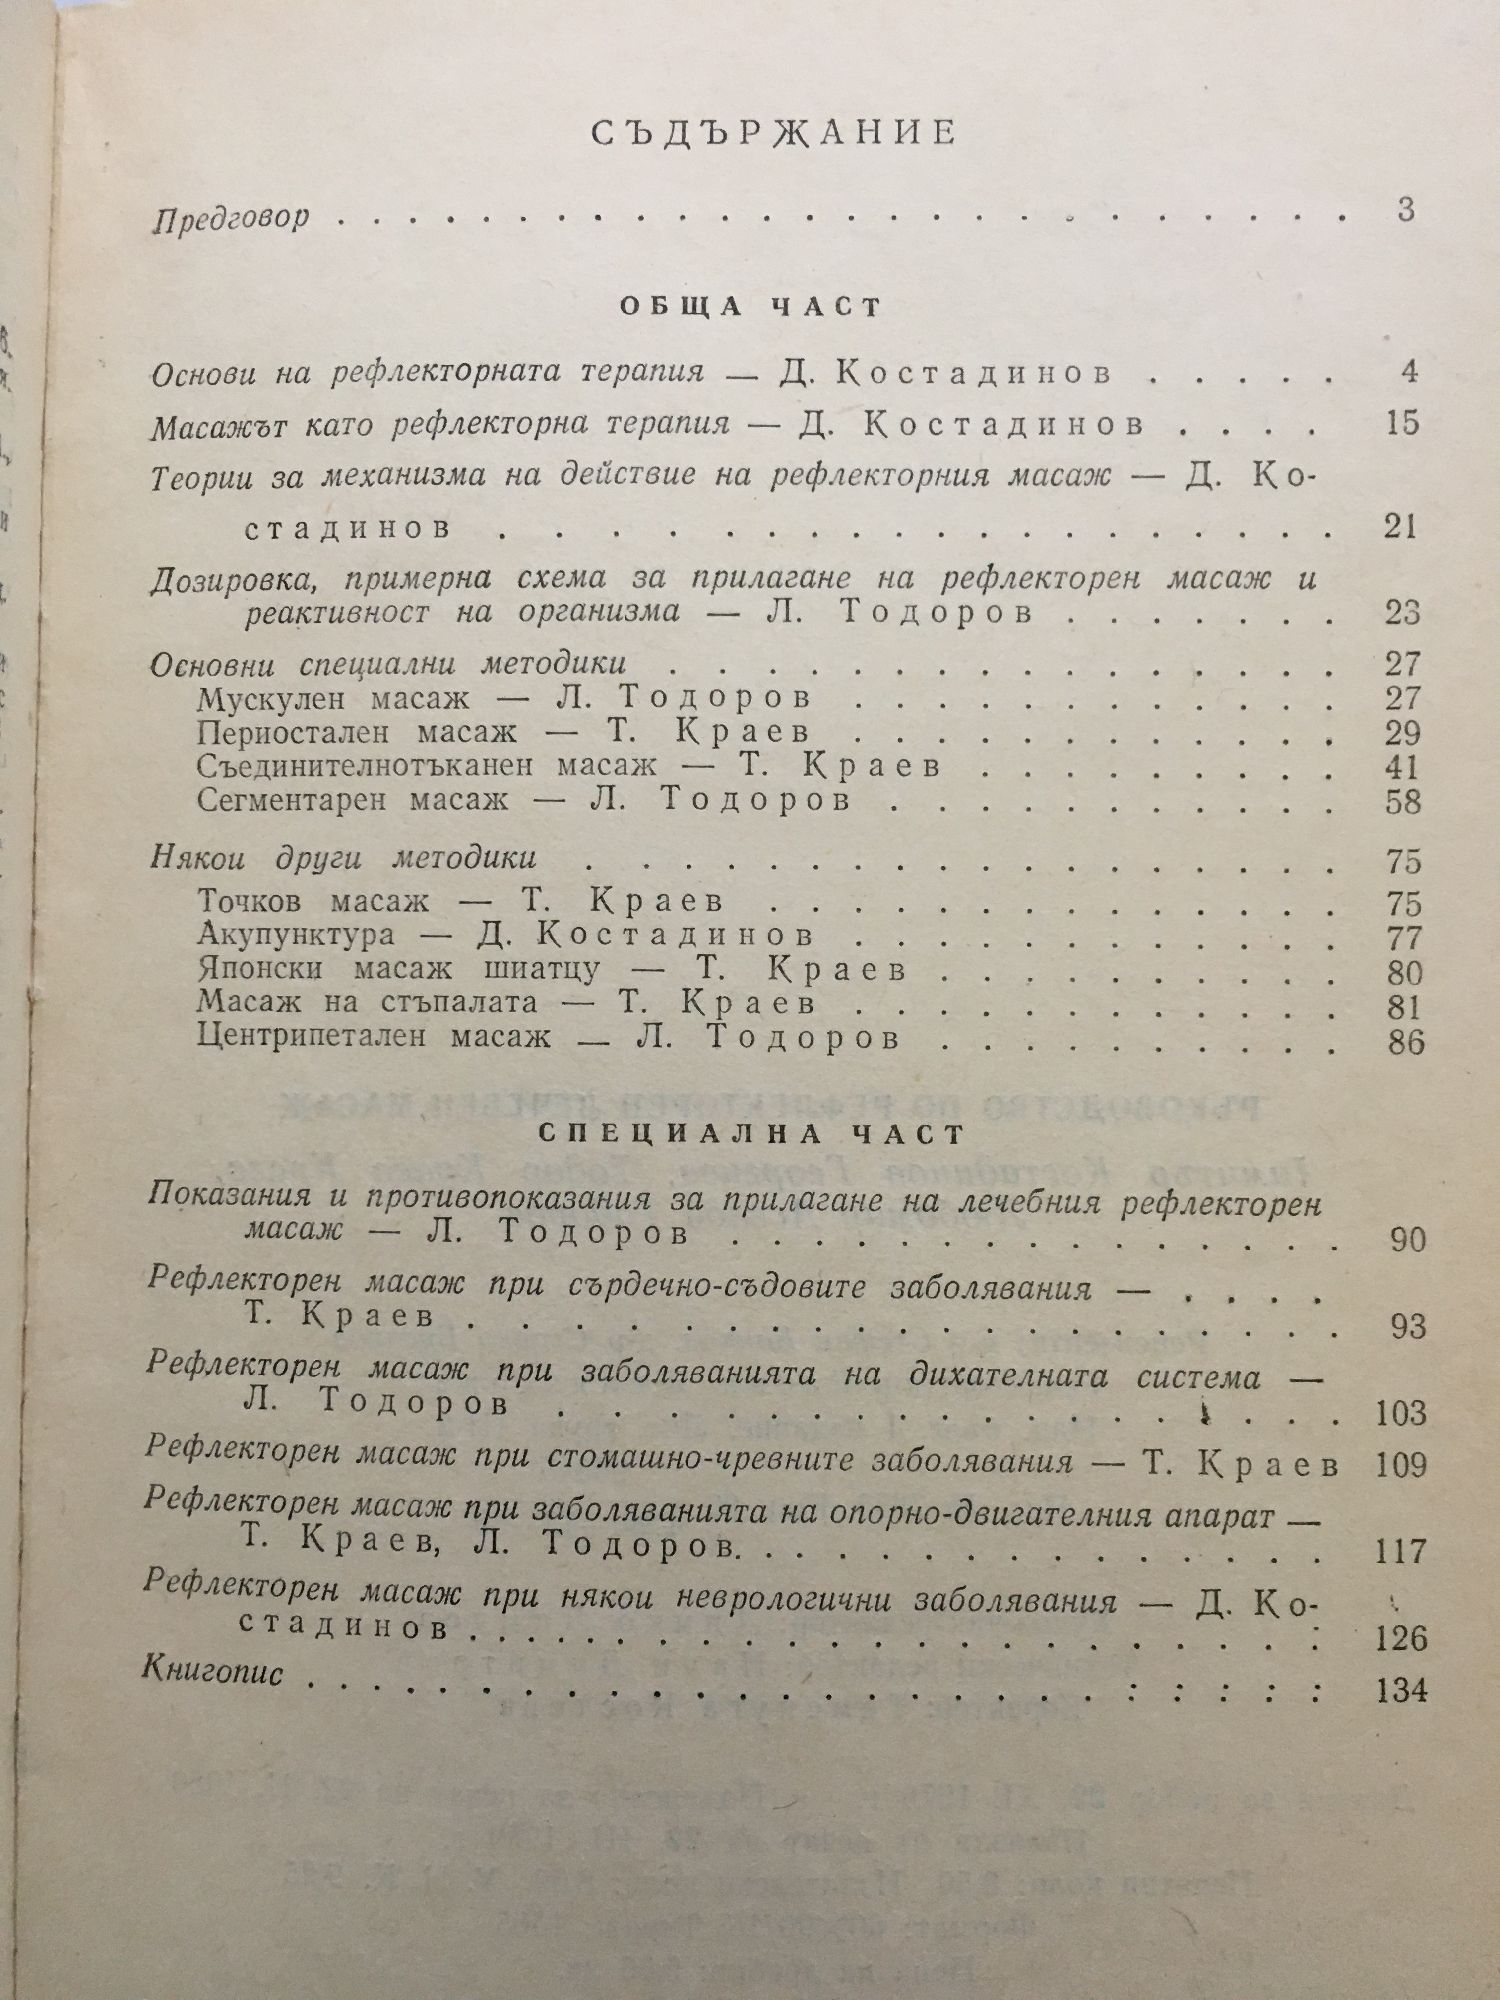 СЪДЪРЖАНИЕ
Предговор . . . . . . . . . . . . . . . . . . . . . . . . . 3
ОБЩА ЧАСТ
Основи на рефлекторната терапия — Д. Костадинов . . . . . 4
Масажът като рефлекторна терапия — Д. Костадинов . . . . 15
Теории за механизма на действие на рефлекторния масаж — Д. Ко-
стадинов . . . . . . . . . . . . . . . . . . . . 21
Дозировка, примерна схема за прилагане на рефлекторен масаж и
реактивност на организма — Л. Тодоров . . . . . . . 23
Основни специални методики . . . . . . . . . . . . . . . . 27
Мускулен масаж — Л. Тодоров . . . . . . . . . . . . 27
Периостален масаж — Т. Краев . . . . . . . . . . . . 29
Съединителнотъканен масаж — Т. Краев . . . . . . . . . 41
Сегментарен масаж — Л. Тодоров . . . . . . . . . . . 58
Някои други методики . . . . . . . . . . . . . . . . . . 75
Точков масаж — Т. Краев . . . . . . . . . . . . . . 75
Акупунктура — Д. Костадинов . . . . . . . . . . . . 77
Японски масаж шиатцу — Т. Краев . . . . . . . . . . 80
Масаж на стъпалата — Т. Краев . . . . . . . . . . . . 81
Центрипетален масаж — Л. Тодоров . . . . . . . . . . 86
СПЕЦИАЛНА ЧАСТ
Показания и противопоказания за прилагане на лечебния рефлекторен
масаж — Л. Тодоров . . . . . . . . . . . . . . . 90
Рефлекторен масаж при сърдечно-съдовите заболявания — . . . .
Т. Краев . . . . . . . . . . . . . . . . . . . . 93
Рефлекторен масаж при заболяванията на дихателната система —
Л. Тодоров . . . . . . . . . . . . . . . . . . 103
Рефлекторен масаж при стомашно-чревните заболявания — Т. Краев 109
Рефлекторен масаж при заболяванията на опорно-двигателния апарат —
Т. Краев, Л. Тодоров. . . . . . . . . . . . . . . 117
Рефлекторен масаж при някои неврологични заболявания — Д. Ко-
стадинов . . . . . . . . . . . . . . . . . . . . . : 126
Книгопис . . . . . . . . . . . . . . . . . . . . : : : : : 134